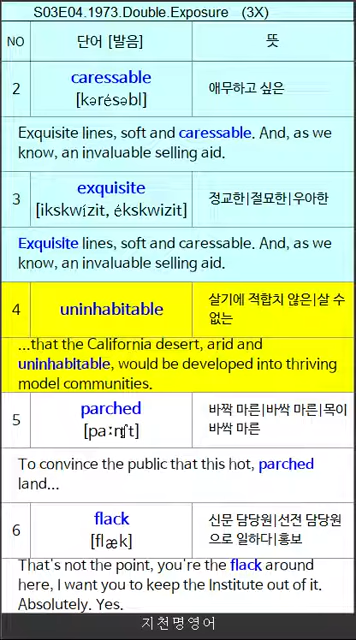 S03E04.1973.Double.Exposure (3X)
NO 단어 [발음] 뜻
2 caressable [kərésəbl] 애무하고 싶은
Exquisite lines, soft and caressable. And, as we
know, an invaluable selling aid.
3 exquisite [ikskwízit, ékskwizit] 정교한|절묘한|우아한
Exquisite lines, soft and caressable. And, as we
know, an invaluable selling aid.
4 uninhabitable 살기에 적합치 않은|살 수
없는
...that the California desert, arid and
uninhabitable, would be developed into thriving
model communities.
5 parched 바짝 마른|바싹 마른|목이
바싹 마른
To convince the public that this hot, parched
land...
6 flack [flæk] 신문 담당원|선전 담당원
으로 일하다|홍보
That's not the point, you're the flack around
here, I want you to keep the Institute out of it.
Absolutely. Yes.
지천명영어